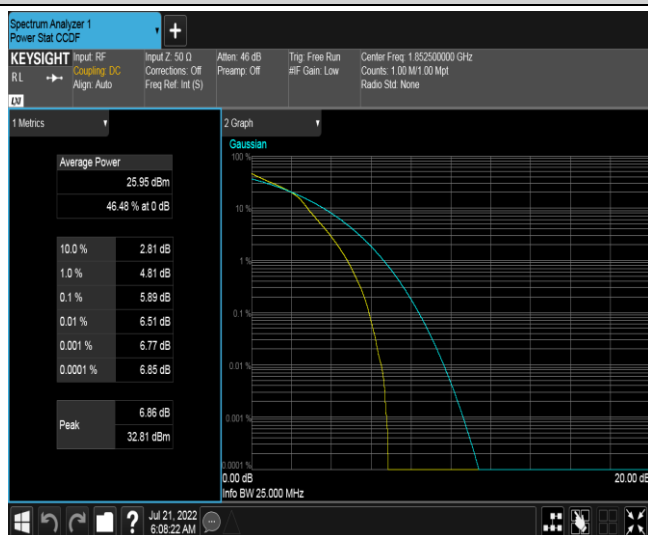 Spectrum Analyzer 1
Power Stat CCDF
+
KEYSIGHT
RL
LXI
Input: RF
Coupling: DC
Align: Auto
Input Z: 50 Ω
Corrections: Off
Freq Ref: Int (S)
Atten: 46 dB
Preamp: Off
Trig: Free Run
#IF Gain: Low
Center Freq: 1.852500000 GHz
Counts: 1.00 M/1.00 Mpt
Radio Std: None
1 Metrics
Average Power
25.95 dBm
46.48 % at 0 dB
10.0 % 2.81 dB
1.0 % 4.81 dB
0.1 % 5.89 dB
0.01 % 6.51 dB
0.001 % 6.77 dB
0.0001 % 6.85 dB
Peak
6.86 dB
32.81 dBm
2 Graph
Gaussian
100 %
10 %
1 %
0.1 %
0.01 %
0.001 %
0.0001 %
0.00 dB 20.00 dB
Info BW 25.000 MHz
?
Jul 21, 2022
6:08:22 AM